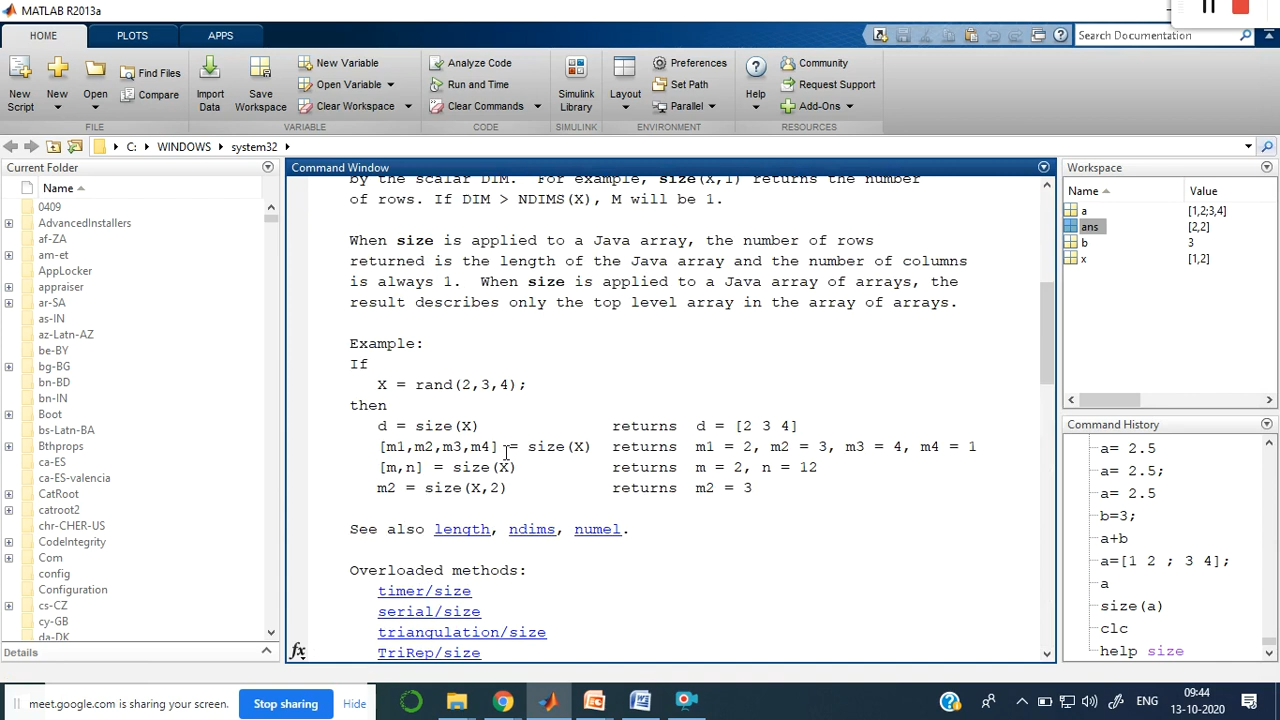 MATLAB R2013a
HOME PLOTS APPS Search Documentation
New Script New Open Find Files Compare Import Data Save Workspace New Variable Open Variable Clear Workspace Analyze Code Run and Time Clear Commands Simulink Library Layout Preferences Set Path Parallel Help Community Request Support Add-Ons
FILE VARIABLE CODE SIMULINK ENVIRONMENT RESOURCES
C: WINDOWS system32
Current Folder
Name
0409
AdvancedInstallers
af-ZA
am-et
AppLocker
appraiser
ar-SA
as-IN
az-Latn-AZ
be-BY
bg-BG
bn-BD
bn-IN
Boot
bs-Latn-BA
Bthprops
ca-ES
ca-ES-valencia
CatRoot
catroot2
chr-CHER-US
CodeIntegrity
Com
config
Configuration
cs-CZ
cy-GB
da-DK
Details
Command Window
by the scalar DIM. For example, size(X,1) returns the number
of rows. If DIM > NDIMS(X), M will be 1.
When size is applied to a Java array, the number of rows
returned is the length of the Java array and the number of columns
is always 1. When size is applied to a Java array of arrays, the
result describes only the top level array in the array of arrays.
Example:
If
X = rand(2,3,4);
then
d = size(X) returns d = [2 3 4]
[m1,m2,m3,m4] = size(X) returns m1 = 2, m2 = 3, m3 = 4, m4 = 1
[m,n] = size(X) returns m = 2, n = 12
m2 = size(X,2) returns m2 = 3
See also length, ndims, numel.
Overloaded methods:
timer/size
serial/size
triangulation/size
TriRep/size
fx
Workspace
Name Value
a [1,2;3,4]
ans [2,2]
b 3
x [1,2]
Command History
a= 2.5
a= 2.5;
a= 2.5
b=3;
a+b
a=[1 2 ; 3 4];
a
size(a)
clc
help size
meet.google.com is sharing your screen. Stop sharing Hide
ENG 09:44
13-10-2020